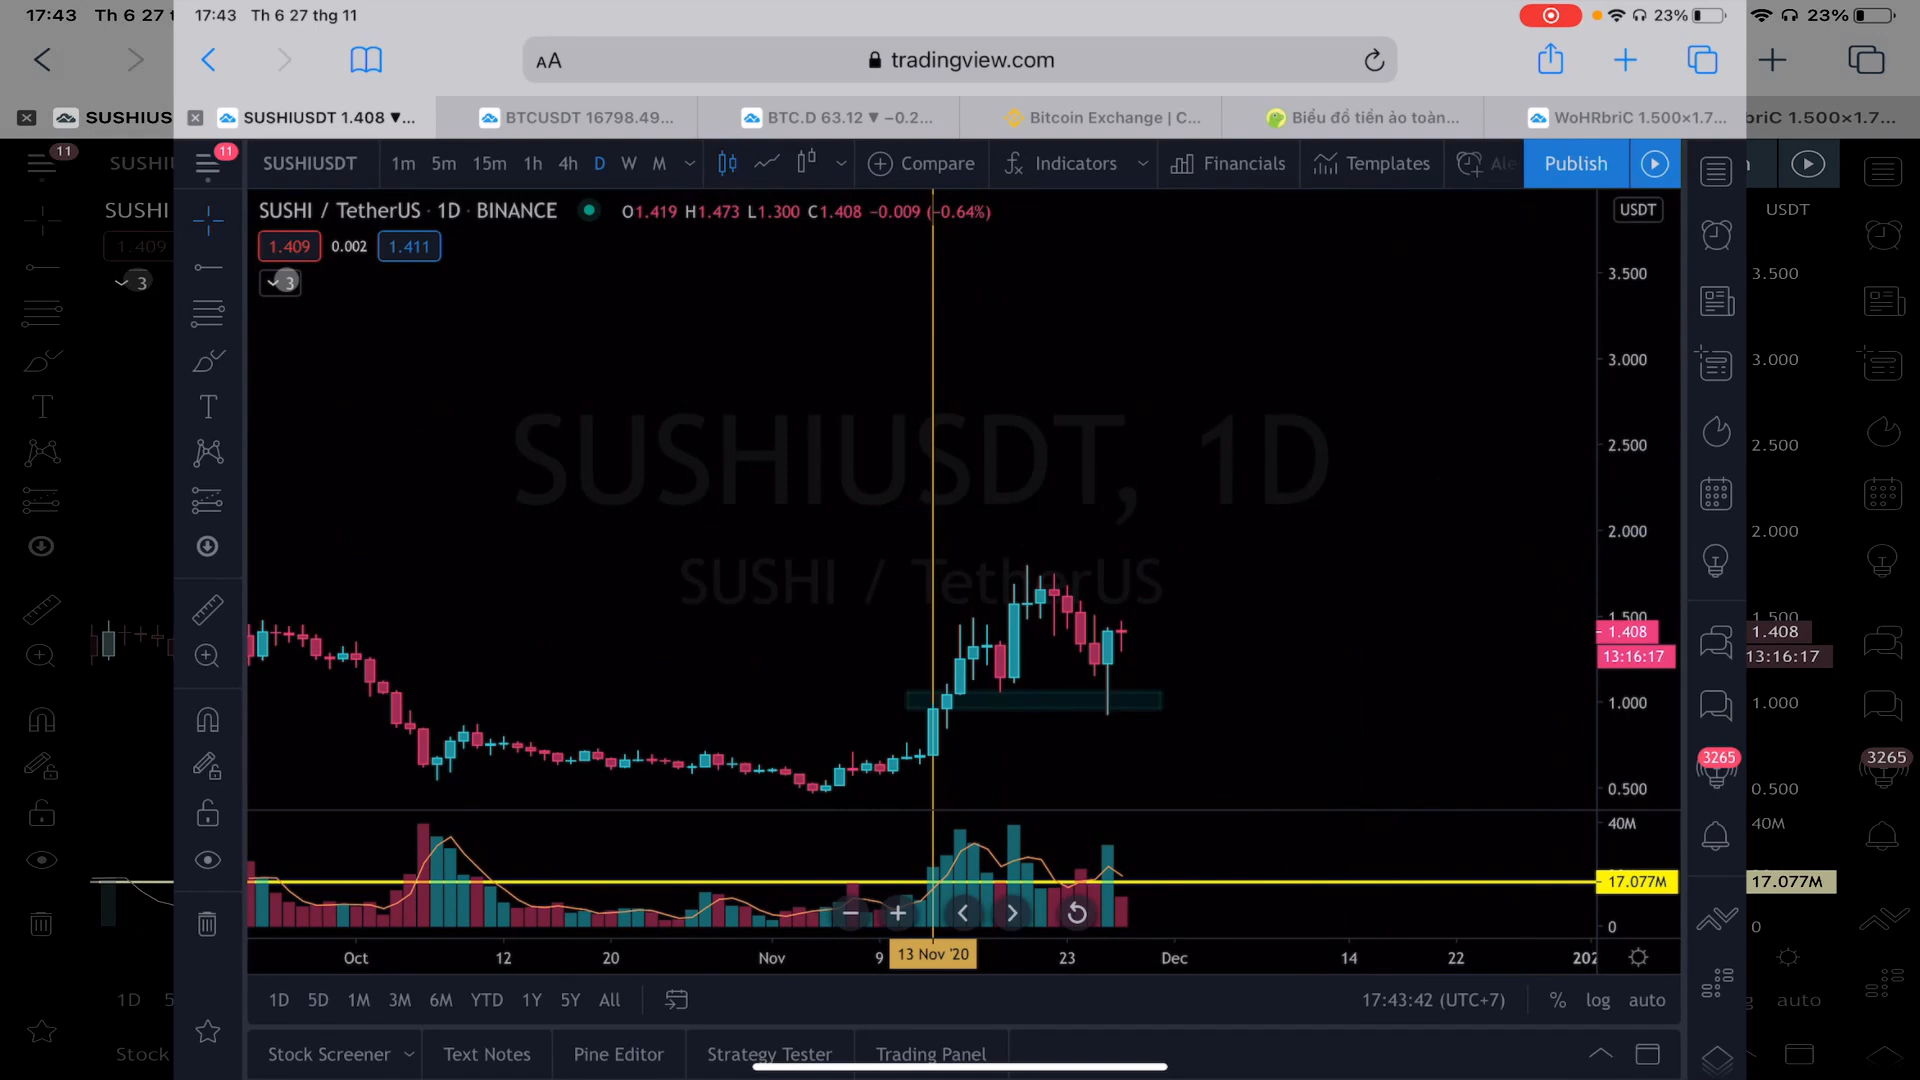 17:43 Th 6 27 t
17:43 Th 6 27 thg 11
23%
23%
AA
tradingview.com
SUSHIUS
SUSHIUSDT 1.408 ▼...
BTCUSDT 16798.49...
BTC.D 63.12 ▼ −0.2...
Bitcoin Exchange | C...
Biểu đồ tiền ảo toàn...
WoHRbriC 1.500×1.7...
briC 1.500×1.7...
11
SUSHI
11
SUSHIUSDT
1m 5m 15m 1h 4h D W M
Compare
Indicators
Financials
Templates
Ale
Publish
SUSHI
SUSHI / TetherUS · 1D · BINANCE
O1.419 H1.473 L1.300 C1.408 −0.009 (−0.64%)
USDT
USDT
1.409
1.409
0.002
1.411
3
3
3.500
3.500
3.000
3.000
SUSHIUSDT, 1D
2.500
2.500
2.000
2.000
SUSHI / TetherUS
1.500
1.500
1.408
1.408
13:16:17
13:16:17
1.000
1.000
3265
3265
0.500
0.500
40M
40M
17.077M
17.077M
0
0
Oct
12
20
Nov
9
13 Nov '20
23
Dec
14
22
202
1D 5
1D 5D 1M 3M 6M YTD 1Y 5Y All
17:43:42 (UTC+7)
%
log
auto
g
auto
Stock
Stock Screener
Text Notes
Pine Editor
Strategy Tester
Trading Panel